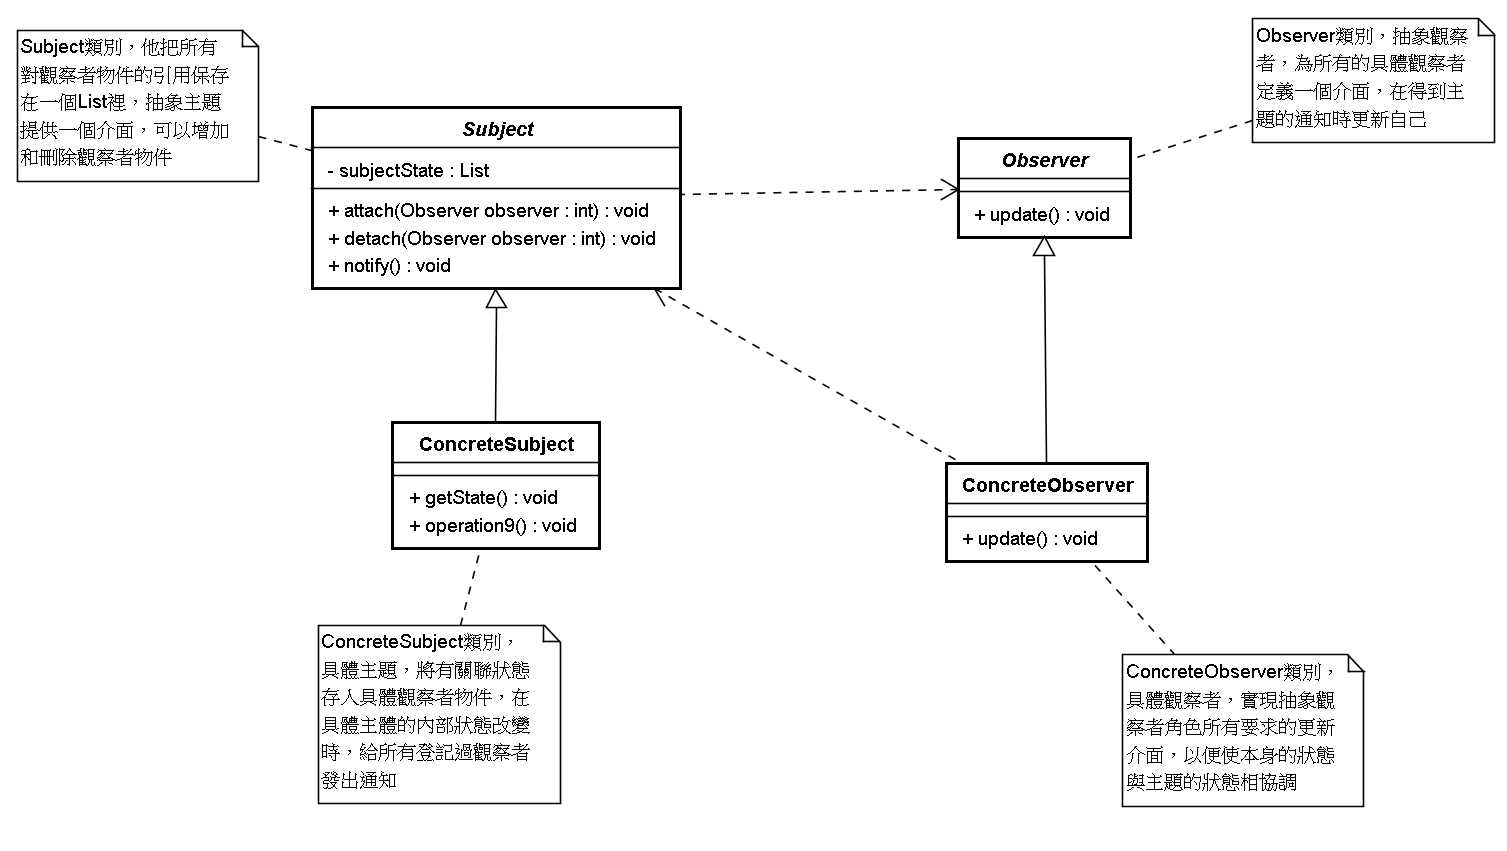 Subject類別，他把所有
對觀察者物件的引用保存
在一個List裡，抽象主題
提供一個介面，可以增加
和刪除觀察者物件
Subject
- subjectState : List
+ attach(Observer observer : int) : void
+ detach(Observer observer : int) : void
+ notify() : void
Observer類別，抽象觀察
者，為所有的具體觀察者
定義一個介面，在得到主
題的通知時更新自己
Observer
+ update() : void
ConcreteSubject
+ getState() : void
+ operation9() : void
ConcreteObserver
+ update() : void
ConcreteSubject類別，
具體主題，將有關聯狀態
存入具體觀察者物件，在
具體主體的內部狀態改變
時，給所有登記過觀察者
發出通知
ConcreteObserver類別，
具體觀察者，實現抽象觀
察者角色所有要求的更新
介面，以便使本身的狀態
與主題的狀態相協調